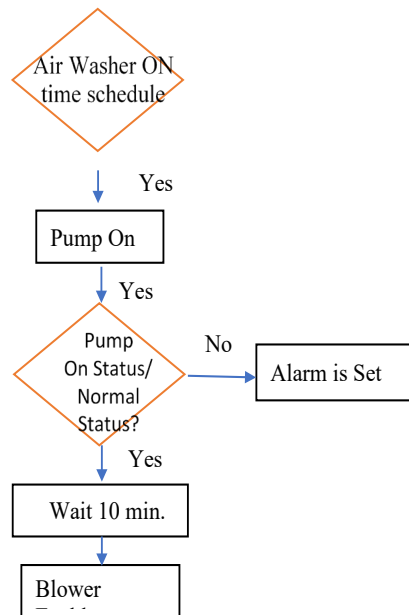 Air Washer ON
time schedule
Yes
Pump On
Yes
Pump
On Status/
Normal
Status?
No
Alarm is Set
Yes
Wait 10 min.
Blower